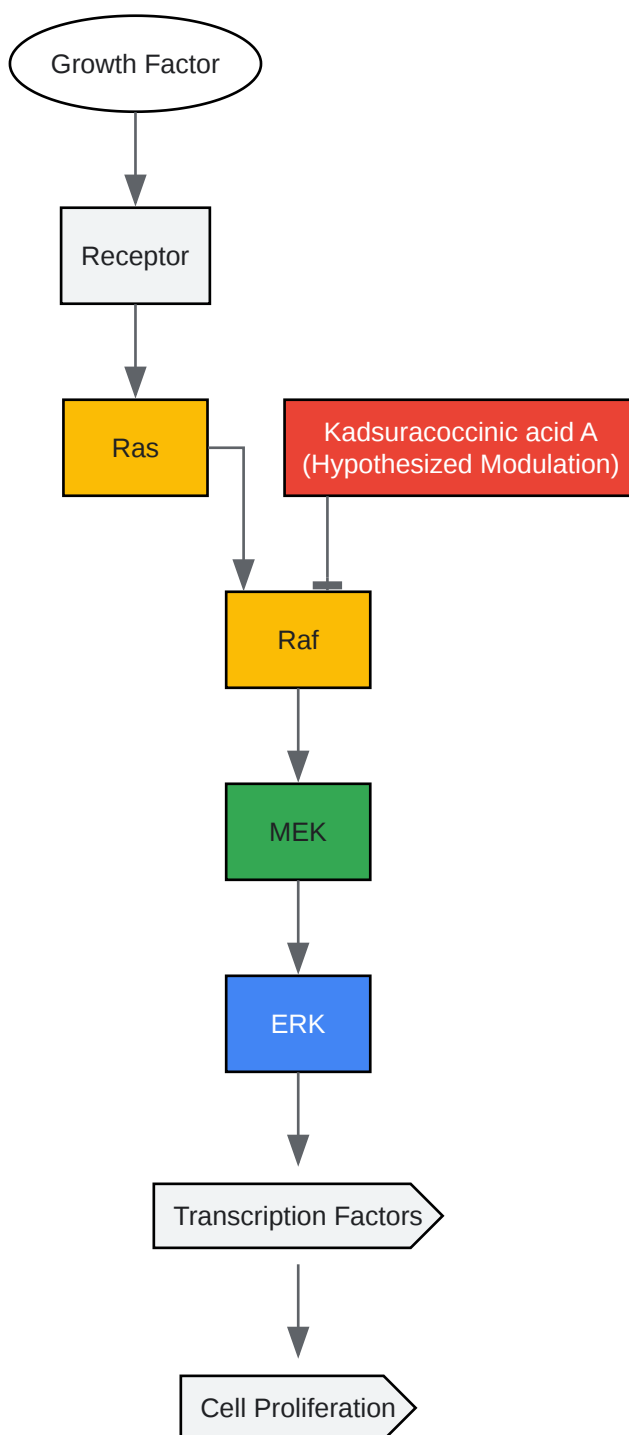 Growth Factor
Receptor
Ras
Kadsuracoccinic acid A
(Hypothesized Modulation)
Raf
MEK
ERK
Transcription Factors
Cell Proliferation